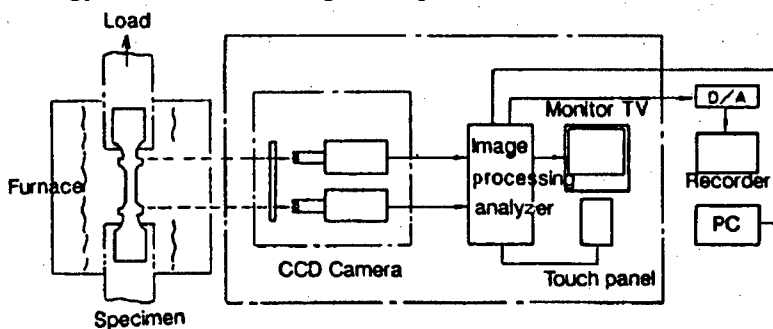 Load
Furnace
Specimen
CCD Camera
Image
processing
analyzer
Monitor TV
Touch panel
D/A
Recorder
PC